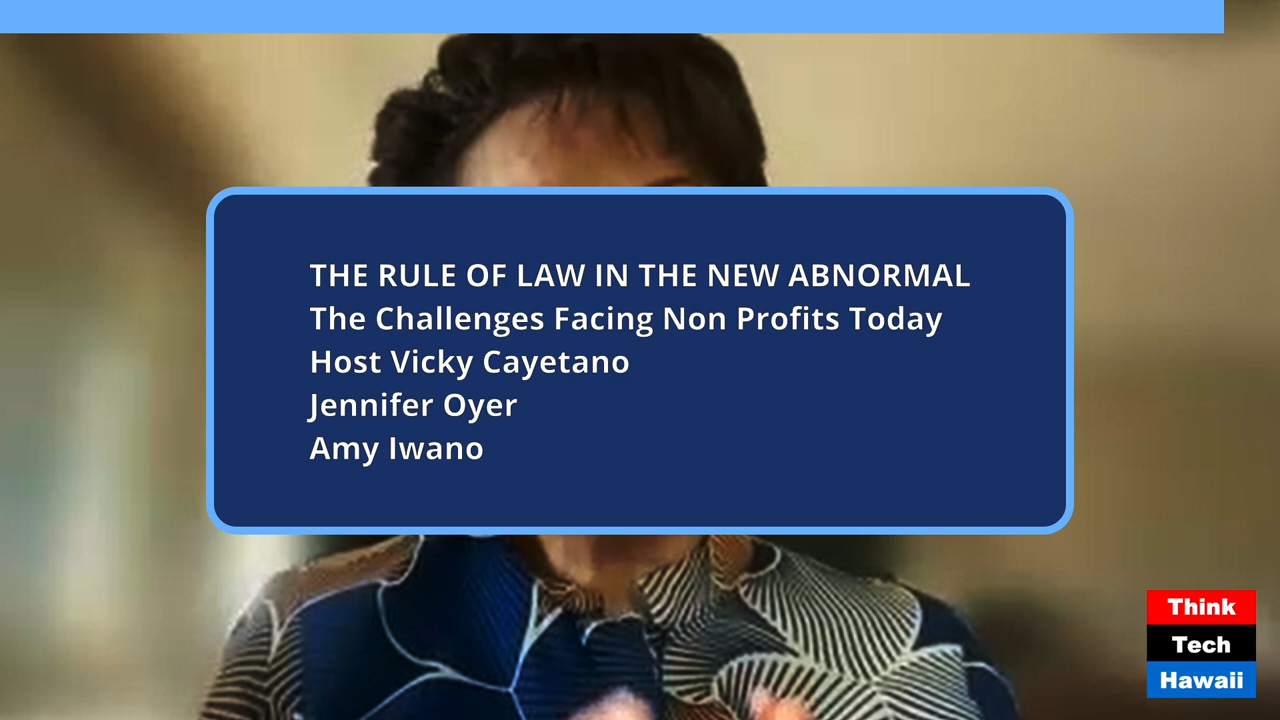 THE RULE OF LAW IN THE NEW ABNORMAL
The Challenges Facing Non Profits Today
Host Vicky Cayetano
Jennifer Oyer
Amy Iwano
Think
Tech
Hawaii